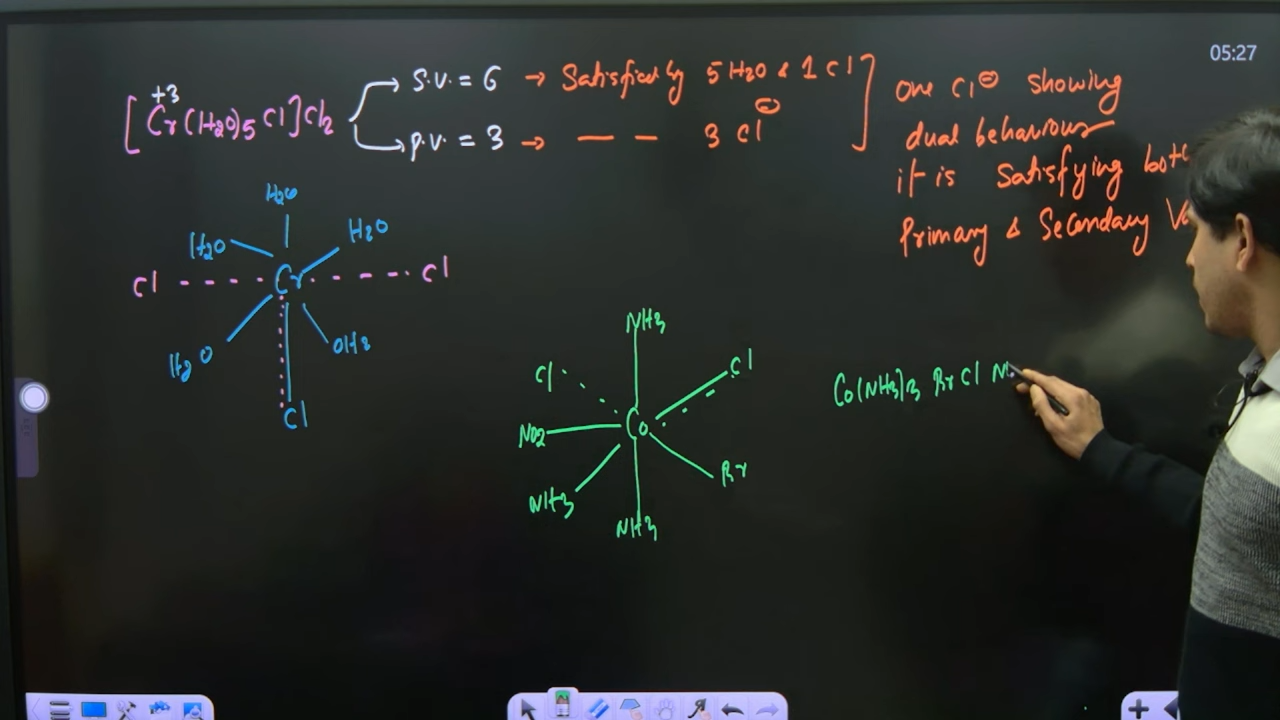 05:27
[Cr(H2O)5Cl]Cl2
+3
S.V. = 6 → Satisfied by 5 H2O & 1 Cl
P.V. = 3 → — — 3 Cl⊖
one Cl⊖ showing
dual behaviour
it is satisfying both
Primary & Secondary V
H2O
H2O
H2O
Cl Cr Cl
H2O
OH2
Cl
NH3
Cl
Cl
NO2 Co
Br
NH3
NH3
Co(NH3)3 Br Cl N